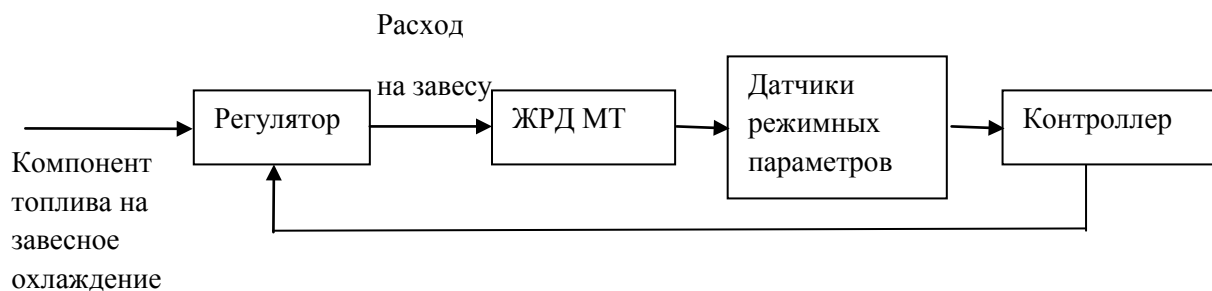 Расход
на завесу
Регулятор
ЖРД МТ
Датчики
режимных
параметров
Контроллер
Компонент
топлива на
завесное
охлаждение